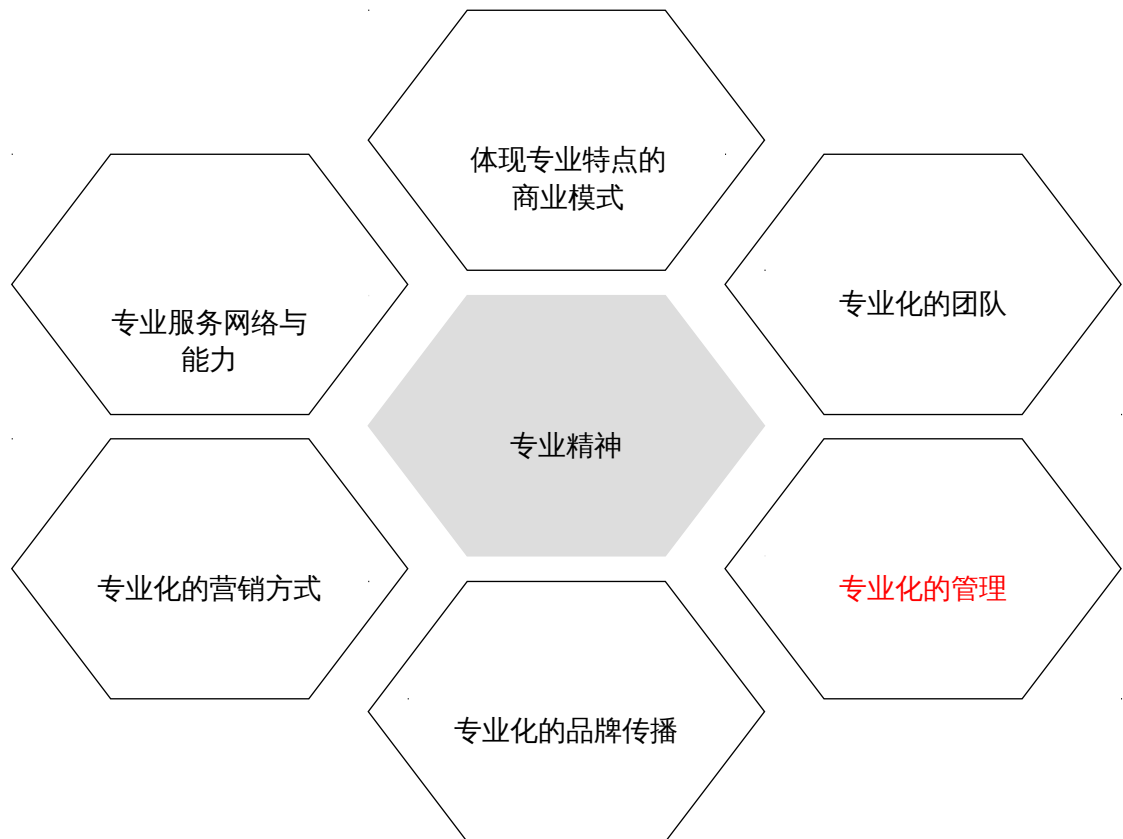 体现专业特点的
商业模式
专业化的团队
专业服务网络与
能力
专业精神
专业化的营销方式
专业化的管理
专业化的品牌传播